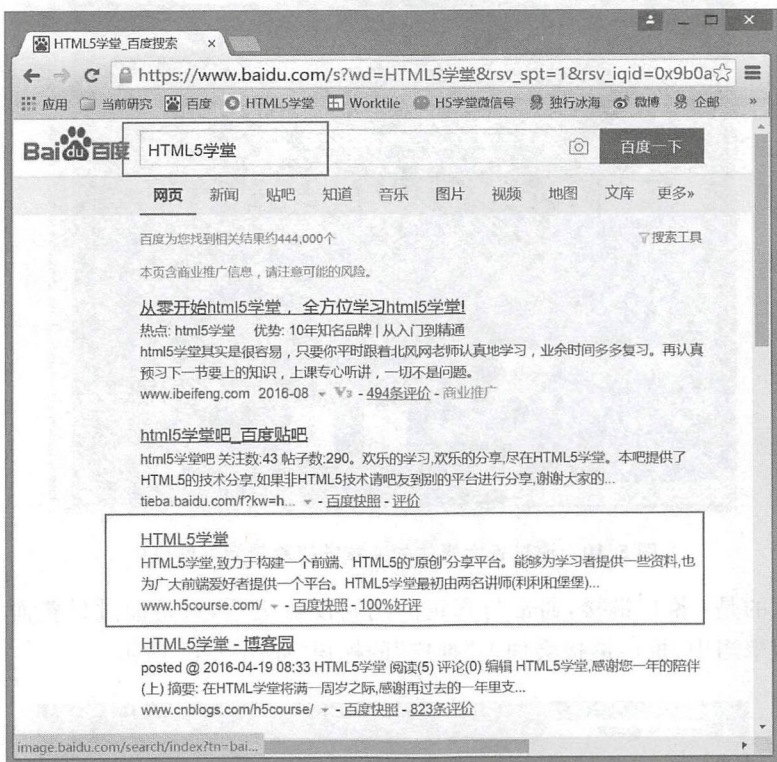 HTML5学堂_百度搜索
https://www.baidu.com/s?wd=HTML5学堂&rsv_spt=1&rsv_iqid=0x9b0a
应用 当前研究 百度 HTML5学堂 Worktile H5学堂微信号 独行冰海 微博 企邮 »
Bai du 百度 HTML5学堂 百度一下
网页 新闻 贴吧 知道 音乐 图片 视频 地图 文库 更多»
百度为您找到相关结果约444,000个 搜索工具
本页含商业推广信息，请注意可能的风险。
从零开始html5学堂，全方位学习html5学堂!
热点: html5学堂 优势: 10年知名品牌 | 从入门到精通
html5学堂其实是很容易，只要你平时跟着北风网老师认真地学习，业余时间多多复习。再认真
预习下一节要上的知识，上课专心听讲，一切不是问题。
www.ibeifeng.com 2016-08 V3 - 494条评价 - 商业推广
html5学堂吧_百度贴吧
html5学堂吧 关注数:43 帖子数:290。欢乐的学习,欢乐的分享,尽在HTML5学堂。本吧提供了
HTML5的技术分享,如果非HTML5技术请吧友到别的平台进行分享,谢谢大家的...
tieba.baidu.com/f?kw=h... - 百度快照 - 评价
HTML5学堂
HTML5学堂,致力于构建一个前端、HTML5的“原创”分享平台。能够为学习者提供一些资料,也
为广大前端爱好者提供一个平台。HTML5学堂最初由两名讲师(利利和堡堡)...
www.h5course.com/ - 百度快照 - 100%好评
HTML5学堂 - 博客园
posted @ 2016-04-19 08:33 HTML5学堂 阅读(5) 评论(0) 编辑 HTML5学堂,感谢您一年的陪伴
(上) 摘要: 在HTML学堂将满一周岁之际,感谢再过去的一年里支...
www.cnblogs.com/h5course/ - 百度快照 - 823条评价
image.baidu.com/search/index?tn=bai...